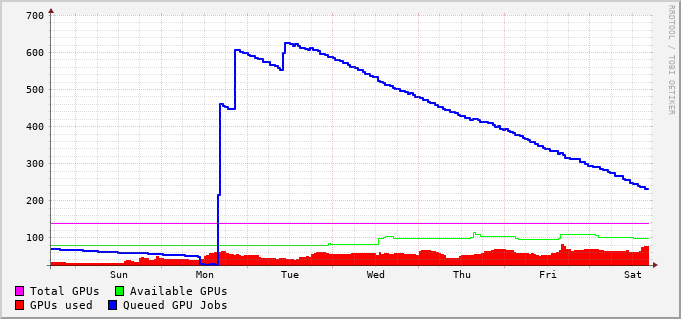 700
600
500
400
300
200
100
Sun Mon Tue Wed Thu Fri Sat
Total GPUs Available GPUs
GPUs used Queued GPU Jobs
RRDTOOL / TOBI OETIKER